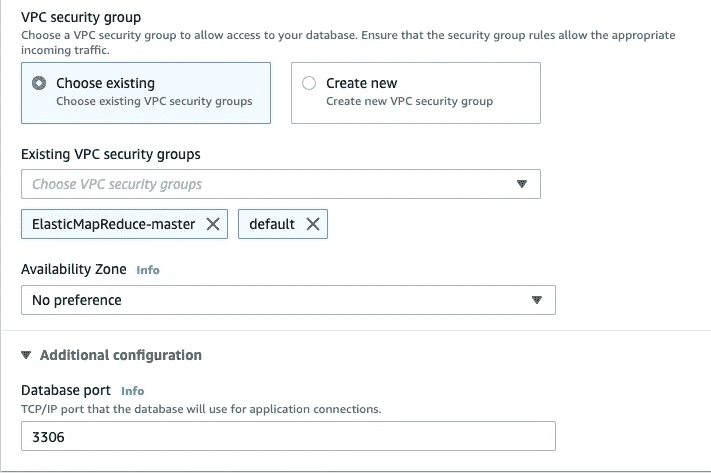 VPC security group
Choose a VPC security group to allow access to your database. Ensure that the security group rules allow the appropriate
incoming traffic.
Choose existing
Choose existing VPC security groups
Create new
Create new VPC security group
Existing VPC security groups
Choose VPC security groups
ElasticMapReduce-master
default
Availability Zone Info
No preference
Additional configuration
Database port Info
TCP/IP port that the database will use for application connections.
3306